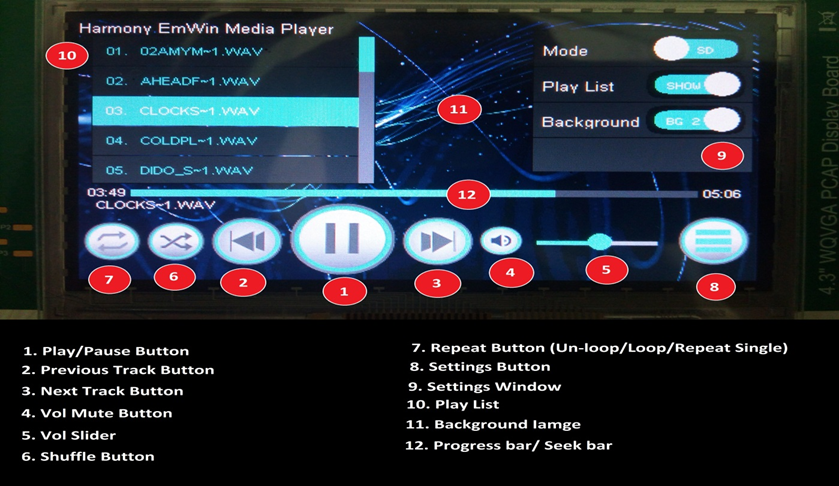 Harmony EmWin Media Player
01. 02AMYM~1.WAV
02. AHEADF~1.WAV
03. CLOCKS~1.WAV
04. COLDPL~1.WAV
05. DIDO_S~1.WAV
Mode SD
Play List SHOW
Background BG 2
10
11
9
03:49 12 05:06
CLOCKS~1.WAV
7 6 2 1 3 4 5 8
4.3" WQVGA PCAP Display Board
1. Play/Pause Button
2. Previous Track Button
3. Next Track Button
4. Vol Mute Button
5. Vol Slider
6. Shuffle Button
7. Repeat Button (Un-loop/Loop/Repeat Single)
8. Settings Button
9. Settings Window
10. Play List
11. Background Iamge
12. Progress bar/ Seek bar